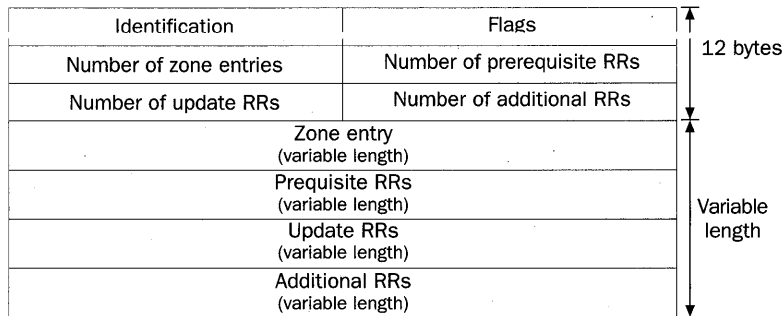 Identification Flags
Number of zone entries Number of prerequisite RRs 12 bytes
Number of update RRs Number of additional RRs
Zone entry
(variable length)
Prequisite RRs
(variable length)
Update RRs
(variable length)
Additional RRs
(variable length)
Variable
length